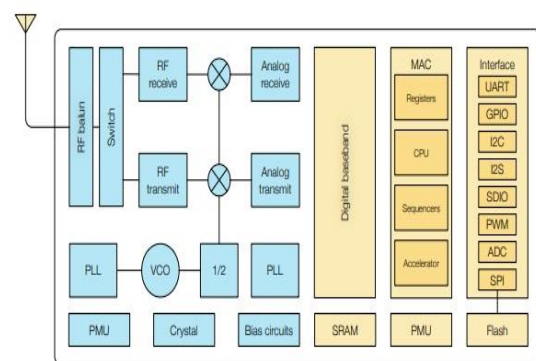 RF balun
Switch
RF
receive
Analog
receive
RF
transmit
Analog
transmit
PLL
VCO
1/2
PLL
PMU
Crystal
Bias circuits
Digital baseband
SRAM
MAC
Registers
CPU
Sequencers
Accelerator
PMU
Interface
UART
GPIO
I2C
I2S
SDIO
PWM
ADC
SPI
Flash